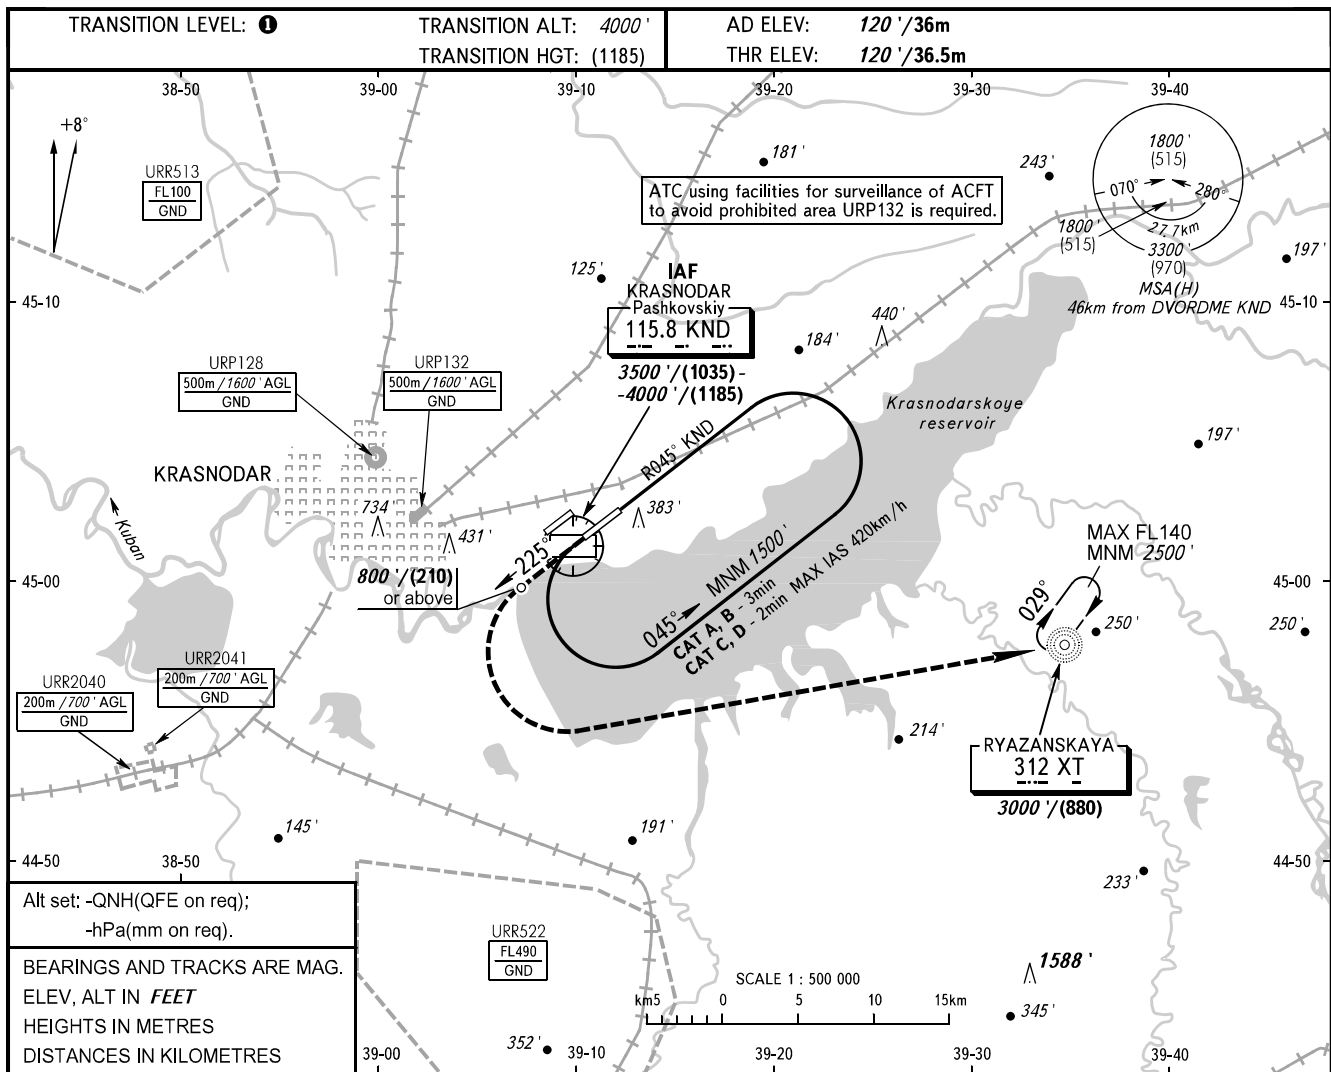 TRANSITION LEVEL: ❶
TRANSITION ALT: 4000'
TRANSITION HGT: (1185)
AD ELEV: 120'/36m
THR ELEV: 120'/36.5m
38-50
39-00
39-10
39-20
39-30
39-40
+8°
URR513
FL100
GND
181'
243'
ATC using facilities for surveillance of ACFT
to avoid prohibited area URP132 is required.
1800'
(515)
070°
280°
1800'
(515)
27.7km
3300'
(970)
MSA(H)
46km from DVORDME KND
197'
45-10
45-10
125'
IAF
KRASNODAR
Pashkovskiy
115.8 KND
3500'/(1035)-
-4000'/(1185)
440'
184'
URP128
500m/1600' AGL
GND
URP132
500m/1600' AGL
GND
Krasnodarskoye
reservoir
197'
KRASNODAR
R045° KND
734'
431'
383'
Kuban
225°
800'/(210)
or above
045°
MNM 1500'
CAT A, B - 3min
CAT C, D - 2min MAX IAS 420km/h
MAX FL140
MNM 2500'
029°
45-00
45-00
250'
250'
URR2041
200m/700' AGL
GND
URR2040
200m/700' AGL
GND
214'
RYAZANSKAYA
312 XT
3000'/(880)
145'
191'
44-50
38-50
44-50
233'
Alt set: -QNH(QFE on req);
-hPa(mm on req).
URR522
FL490
GND
BEARINGS AND TRACKS ARE MAG.
ELEV, ALT IN FEET
HEIGHTS IN METRES
DISTANCES IN KILOMETRES
SCALE 1 : 500 000
km5 0 5 10 15km
1588'
345'
352'
39-00
39-10
39-20
39-30
39-40